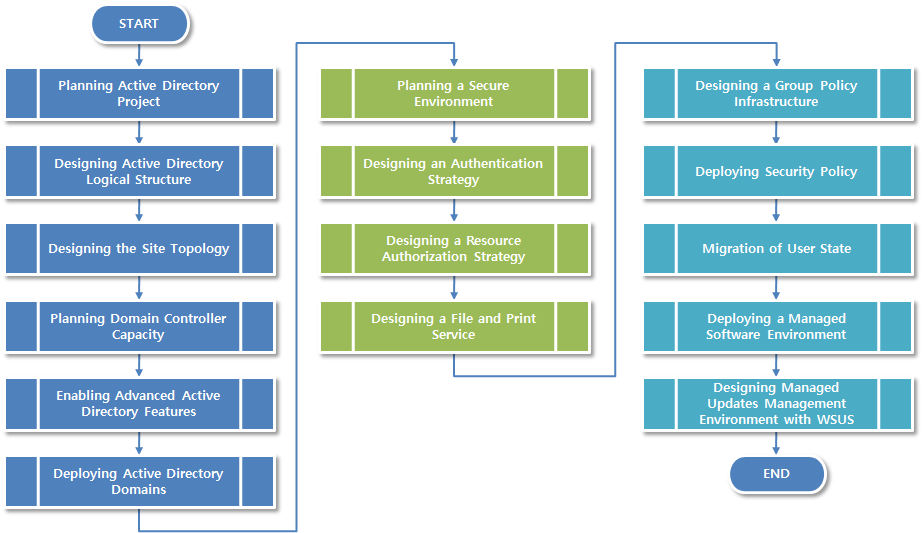 START
Planning Active Directory
Project
Designing Active Directory
Logical Structure
Designing the Site Topology
Planning Domain Controller
Capacity
Enabling Advanced Active
Directory Features
Deploying Active Directory
Domains
Planning a Secure
Environment
Designing an Authentication
Strategy
Designing a Resource
Authorization Strategy
Designing a File and Print
Service
Designing a Group Policy
Infrastructure
Deploying Security Policy
Migration of User State
Deploying a Managed
Software Environment
Designing Managed
Updates Management
Environment with WSUS
END